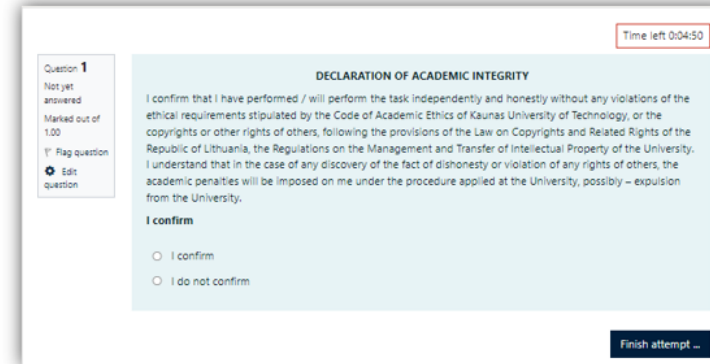 Time left 0:04:50
Question 1
Not yet
answered
Marked out of
1.00
Flag question
Edit
question
DECLARATION OF ACADEMIC INTEGRITY
I confirm that I have performed / will perform the task independently and honestly without any violations of the
ethical requirements stipulated by the Code of Academic Ethics of Kaunas University of Technology, or the
copyrights or other rights of others, following the provisions of the Law on Copyrights and Related Rights of the
Republic of Lithuania, the Regulations on the Management and Transfer of Intellectual Property of the University.
I understand that in the case of any discovery of the fact of dishonesty or violation of any rights of others, the
academic penalties will be imposed on me under the procedure applied at the University, possibly – expulsion
from the University.
I confirm
I confirm
I do not confirm
Finish attempt ...